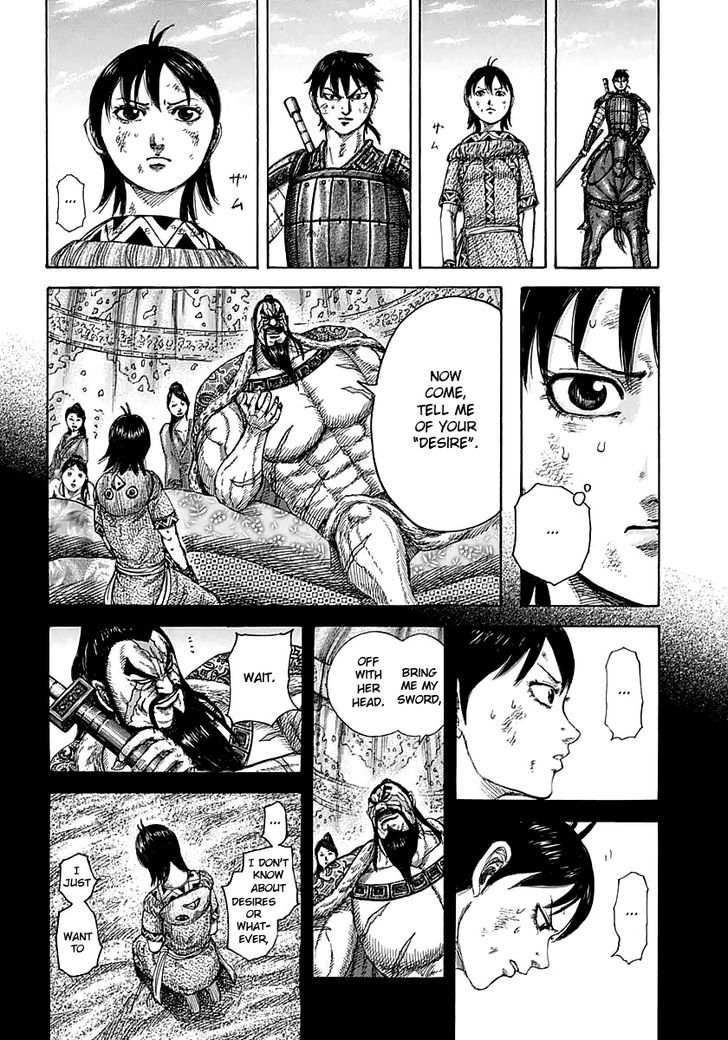 ザム
ザム
...
...
NOW
COME,
TELL ME
OF YOUR
"DESIRE".
...
BRING
ME MY
SWORD,
OFF
WITH
HER
HEAD.
WAIT.
...
...
I DON'T
KNOW
ABOUT
DESIRES
OR
WHAT-
EVER,
...
I
JUST
WANT
TO